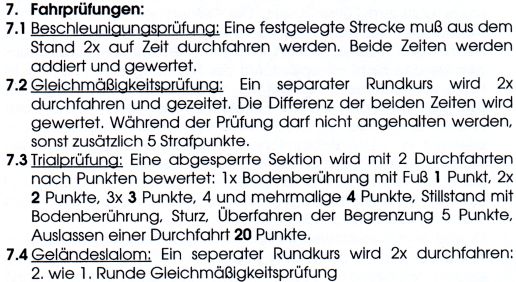 7. Fahrprüfungen:
7.1 Beschleunigungsprüfung: Eine festgelegte Strecke muß aus dem
Stand 2x auf Zeit durchfahren werden. Beide Zeiten werden
addiert und gewertet.
7.2 Gleichmäßigkeitsprüfung: Ein separater Rundkurs wird 2x
durchfahren und gezeitet. Die Differenz der beiden Zeiten wird
gewertet. Während der Prüfung darf nicht angehalten werden,
sonst zusätzlich 5 Strafpunkte.
7.3 Trialprüfung: Eine abgesperrte Sektion wird mit 2 Durchfahrten
nach Punkten bewertet: 1x Bodenberührung mit Fuß 1 Punkt, 2x
2 Punkte, 3x 3 Punkte, 4 und mehrmalige 4 Punkte, Stillstand mit
Bodenberührung, Sturz, Überfahren der Begrenzung 5 Punkte,
Auslassen einer Durchfahrt 20 Punkte.
7.4 Geländeslalom: Ein seperater Rundkurs wird 2x durchfahren:
2. wie 1. Runde Gleichmäßigkeitsprüfung